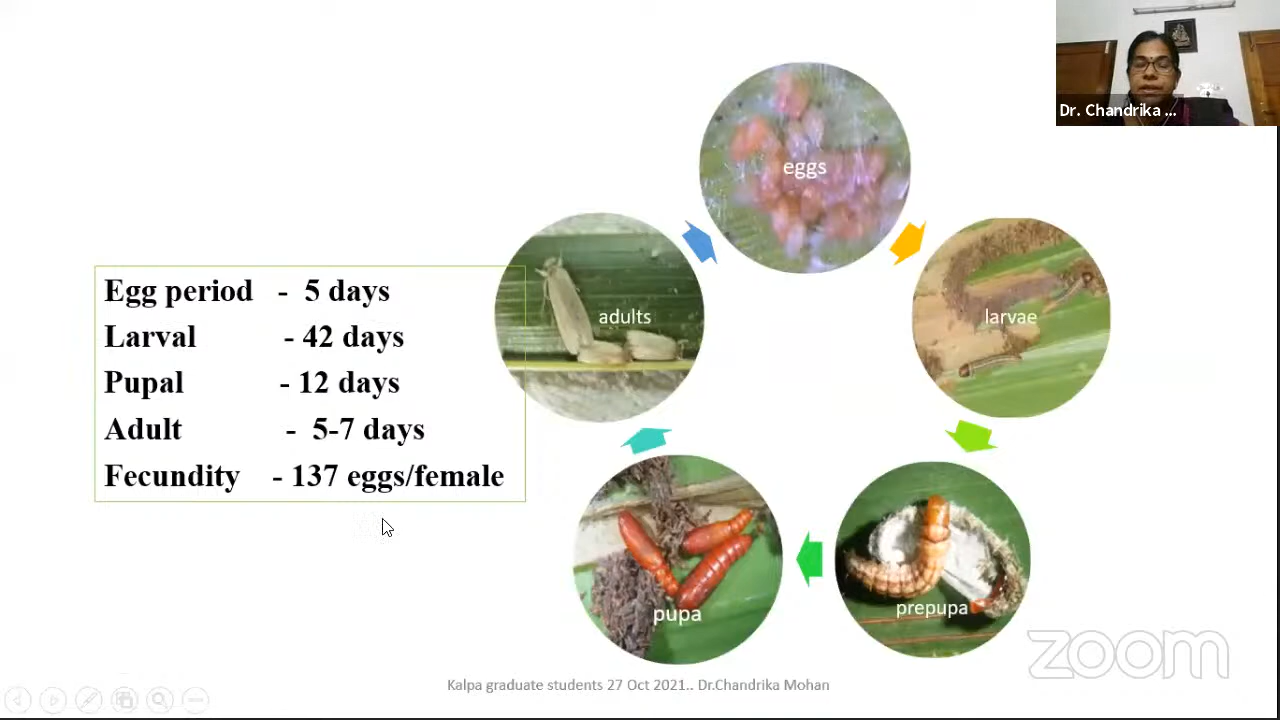 Dr. Chandrika ...
eggs
adults
larvae
Egg period - 5 days
Larval - 42 days
Pupal - 12 days
Adult - 5-7 days
Fecundity - 137 eggs/female
pupa
prepupa
zoom
Kalpa graduate students 27 Oct 2021.. Dr.Chandrika Mohan